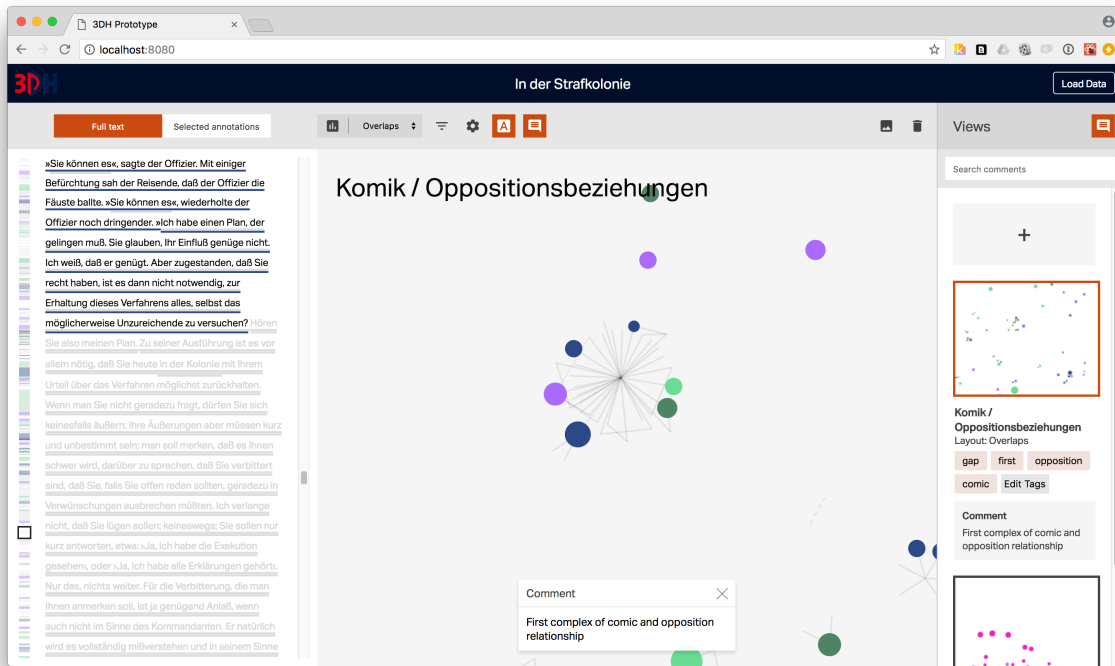 3DH Prototype
localhost:8080
3DH
In der Strafkolonie
Load Data
Full text
Selected annotations
Overlaps
A
Views
Search comments
»Sie können es«, sagte der Offizier. Mit einiger
Befürchtung sah der Reisende, daß der Offizier die
Fäuste ballte. »Sie können es«, wiederholte der
Offizier noch dringender. »Ich habe einen Plan, der
gelingen muß. Sie glauben, Ihr Einfluß genüge nicht.
Ich weiß, daß er genügt. Aber zugestanden, daß Sie
recht haben, ist es dann nicht notwendig, zur
Erhaltung dieses Verfahrens alles, selbst das
möglicherweise Unzureichende zu versuchen? Hören
Sie also meinen Plan. Zu seiner Ausführung ist es vor
allem nötig, daß Sie heute in der Kolonie mit Ihrem
Urteil über das Verfahren möglichst zurückhalten.
Wenn man Sie nicht geradezu fragt, dürfen Sie sich
keinesfalls äußern; Ihre Äußerungen aber müssen kurz
und unbestimmt sein; man soll merken, daß es Ihnen
schwer wird, darüber zu sprechen, daß Sie verbittert
sind, daß Sie, falls Sie offen reden sollten, geradezu in
Verwünschungen ausbrechen müßten. Ich verlange
nicht, daß Sie lügen sollen; keineswegs; Sie sollen nur
kurz antworten, etwa: ›Ja, ich habe die Exekution
gesehen‹, oder ›Ja, ich habe alle Erklärungen gehört‹.
Nur das, nichts weiter. Für die Verbitterung, die man
Ihnen anmerken soll, ist ja genügend Anlaß, wenn
auch nicht im Sinne des Kommandanten. Er natürlich
wird es vollständig mißverstehen und in seinem Sinne
Komik / Oppositionsbeziehungen
Comment
First complex of comic and opposition
relationship
+
Komik /
Oppositionsbeziehungen
Layout: Overlaps
gap
first
opposition
comic
Edit Tags
Comment
First complex of comic and
opposition relationship